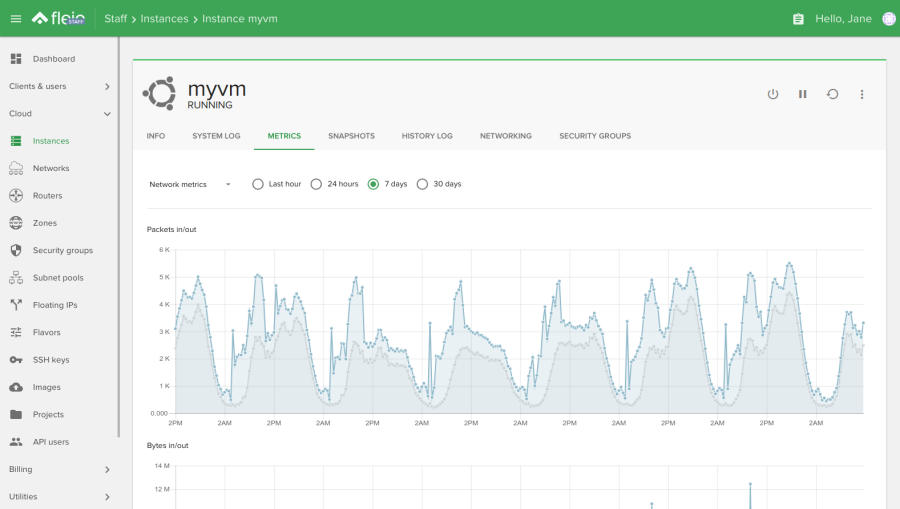 fleio STAFF Staff > Instances > Instance myvm Hello, Jane
Dashboard
Clients & users
Cloud
Instances
Networks
Routers
Zones
Security groups
Subnet pools
Floating IPs
Flavors
SSH keys
Images
Projects
API users
Billing
Utilities
myvm
RUNNING
INFO SYSTEM LOG METRICS SNAPSHOTS HISTORY LOG NETWORKING SECURITY GROUPS
Network metrics Last hour 24 hours 7 days 30 days
Packets in/out
6 K
5 K
4 K
3 K
2 K
1 K
0.000
2PM 2AM 2PM 2AM 2PM 2AM 2PM 2AM 2PM 2AM 2PM 2AM 2PM 2AM
Bytes in/out
14 M
12 M